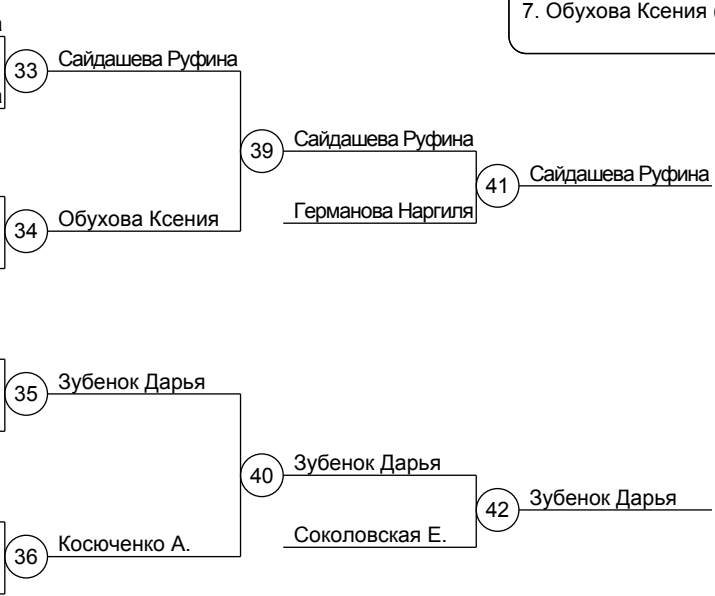 7. Обухова Ксения (
33
Сайдашева Руфина
39
Сайдашева Руфина
41
Сайдашева Руфина
Германова Наргиля
34
Обухова Ксения
35
Зубенок Дарья
40
Зубенок Дарья
42
Зубенок Дарья
Соколовская Е.
36
Косюченко А.